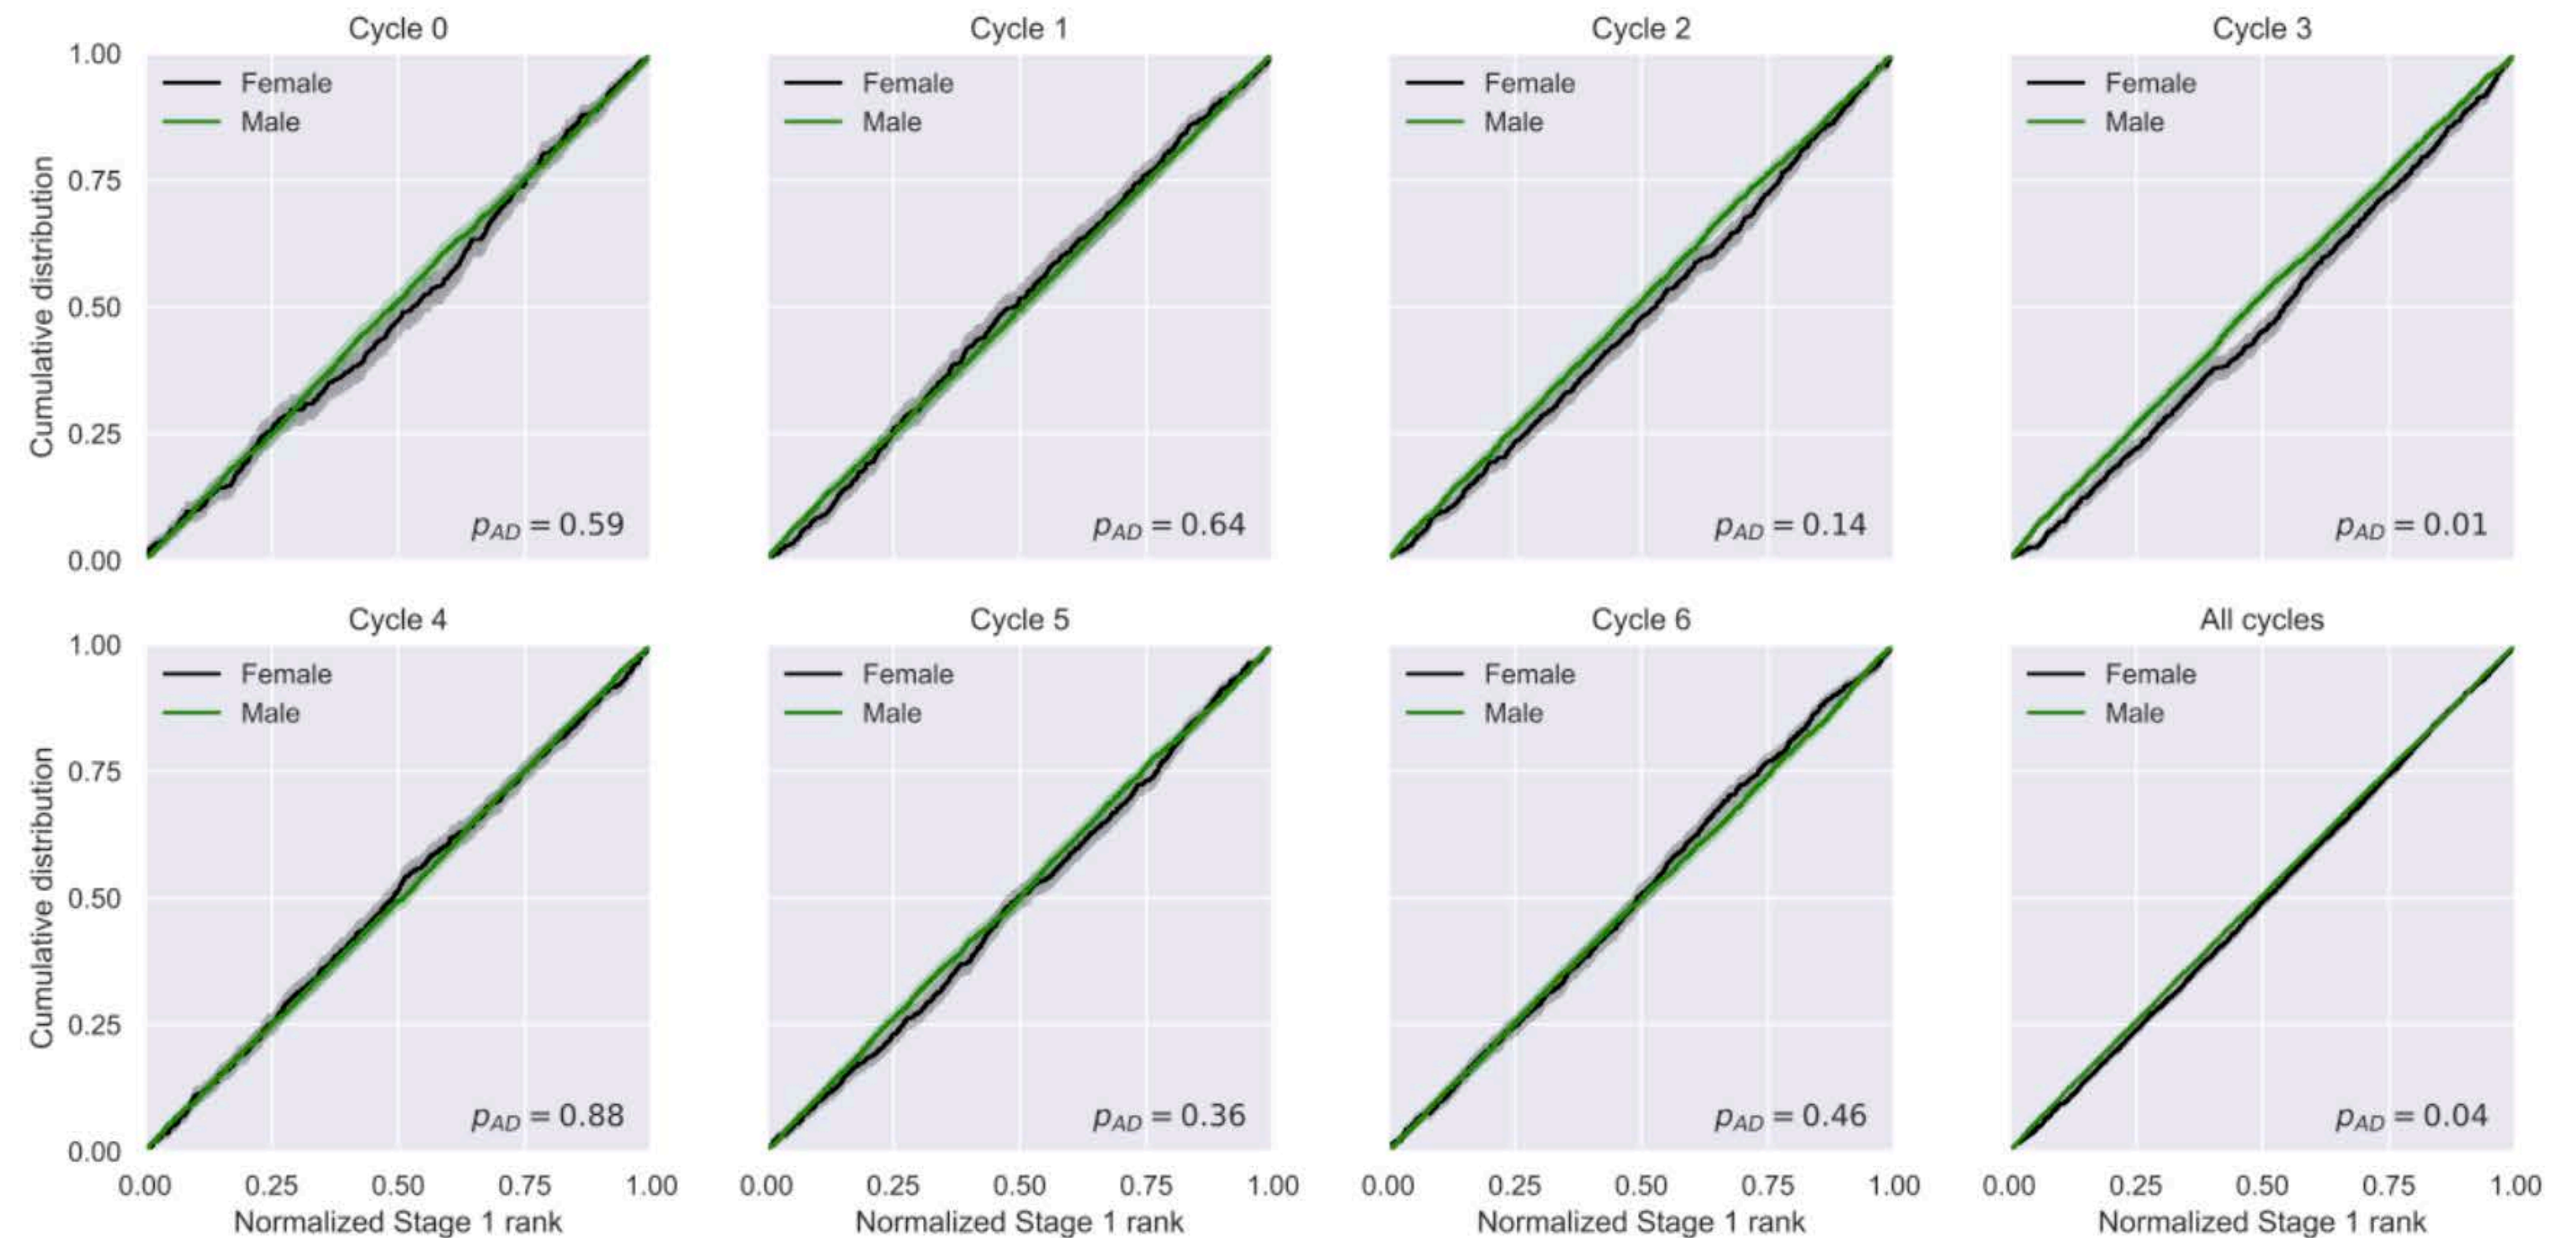 Cycle 0
Cycle 1
Cycle 2
Cycle 3
Cumulative distribution
1.00
0.75
0.50
0.25
0.00
Female
Male
p_AD = 0.59
Female
Male
p_AD = 0.64
Female
Male
p_AD = 0.14
Female
Male
p_AD = 0.01
Cycle 4
Cycle 5
Cycle 6
All cycles
Cumulative distribution
1.00
0.75
0.50
0.25
0.00
Female
Male
p_AD = 0.88
Female
Male
p_AD = 0.36
Female
Male
p_AD = 0.46
Female
Male
p_AD = 0.04
0.00 0.25 0.50 0.75 1.00
0.00 0.25 0.50 0.75 1.00
0.00 0.25 0.50 0.75 1.00
0.00 0.25 0.50 0.75 1.00
Normalized Stage 1 rank
Normalized Stage 1 rank
Normalized Stage 1 rank
Normalized Stage 1 rank